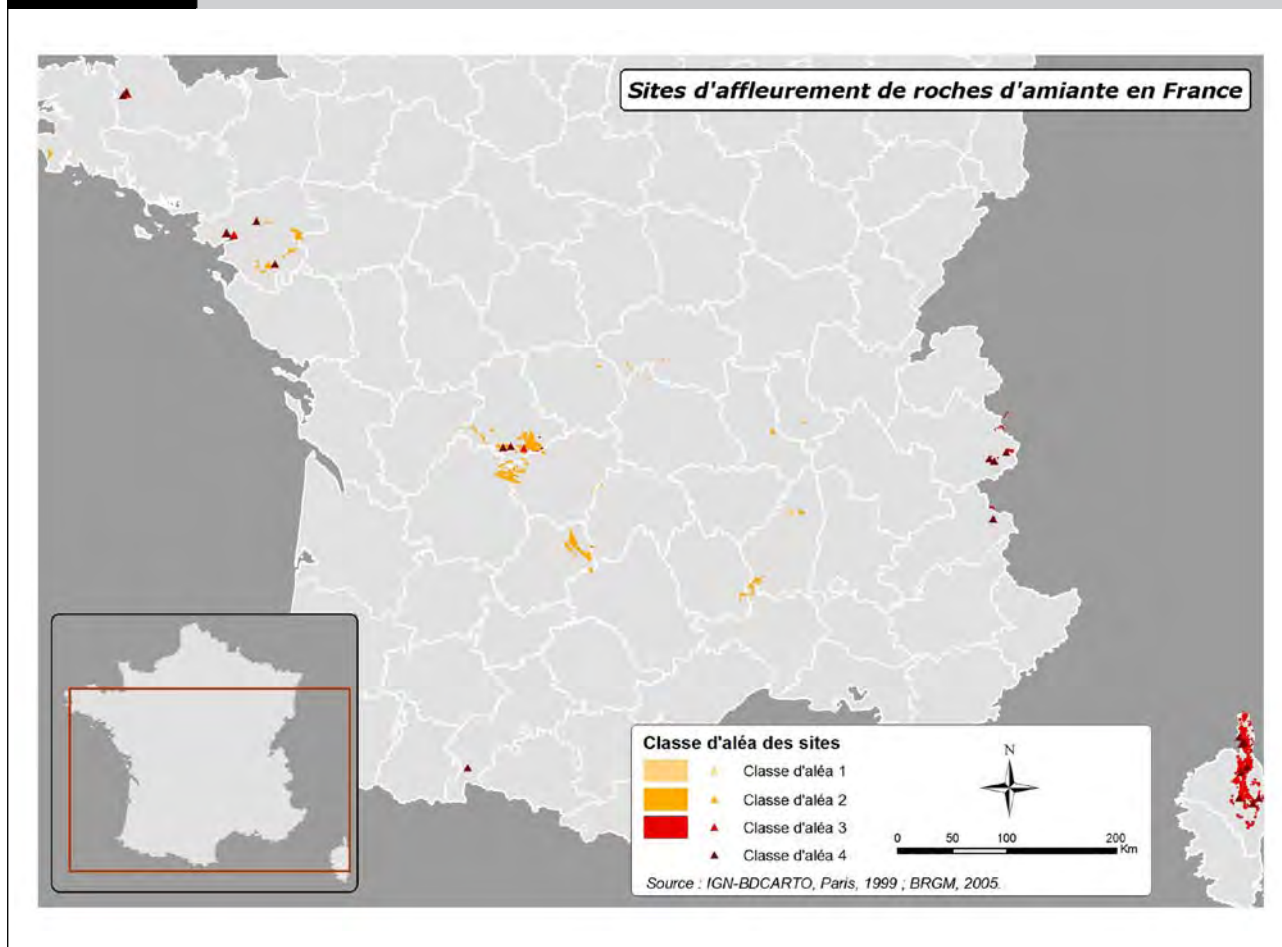 Sites d'affleurement de roches d'amiante en France
Classe d'aléa des sites
Classe d'aléa 1
Classe d'aléa 2
Classe d'aléa 3
Classe d'aléa 4
N
0 50 100 200
Km
Source : IGN-BDCARTO, Paris, 1999 ; BRGM, 2005.